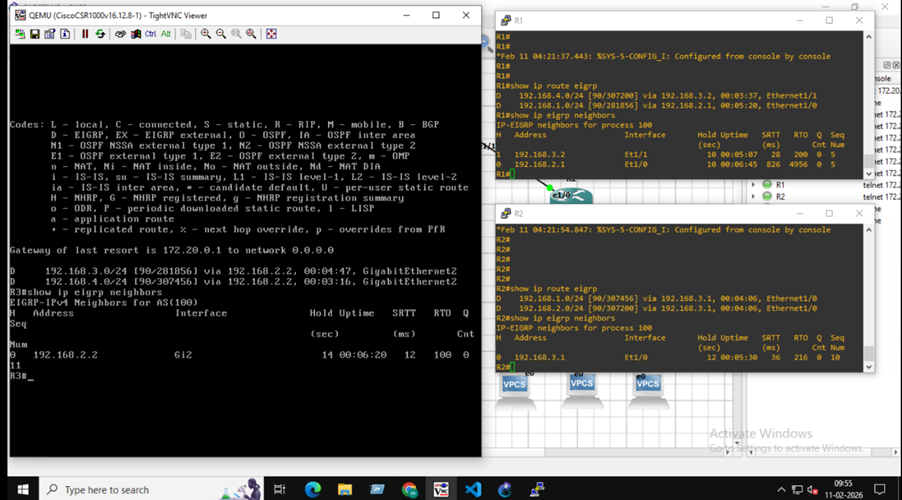 QEMU (CiscoCSR1000v16.12.8-1) - TightVNC Viewer
Ctrl Alt
Codes: L - local, C - connected, S - static, R - RIP, M - mobile, B - BGP
D - EIGRP, EX - EIGRP external, O - OSPF, IA - OSPF inter area
N1 - OSPF NSSA external type 1, N2 - OSPF NSSA external type 2
E1 - OSPF external type 1, E2 - OSPF external type 2, m - OMP
n - NAT, Ni - NAT inside, No - NAT outside, Nd - NAT DIA
i - IS-IS, su - IS-IS summary, L1 - IS-IS level-1, L2 - IS-IS level-2
ia - IS-IS inter area, * - candidate default, U - per-user static route
H - NHRP, G - NHRP registered, g - NHRP registration summary
o - ODR, P - periodic downloaded static route, l - LISP
a - application route
+ - replicated route, % - next hop override, p - overrides from PfR
Gateway of last resort is 172.20.0.1 to network 0.0.0.0
D 192.168.3.0/24 [90/281856] via 192.168.2.2, 00:04:47, GigabitEthernet2
D 192.168.4.0/24 [90/307456] via 192.168.2.2, 00:03:16, GigabitEthernet2
R3#show ip eigrp neighbors
EIGRP-IPv4 Neighbors for AS(100)
H Address Interface Hold Uptime SRTT RTO Q
Seq
(sec) (ms) Cnt
Num
0 192.168.2.2 Gi2 14 00:06:20 12 100 0
11
R3#_
R1
R1#
R1#
*Feb 11 04:21:37.443: %SYS-5-CONFIG_I: Configured from console by console
R1#
R1#
R1#show ip route eigrp
D 192.168.4.0/24 [90/307200] via 192.168.3.2, 00:03:37, Ethernet1/1
D 192.168.1.0/24 [90/281856] via 192.168.2.1, 00:05:20, Ethernet1/0
R1#show ip eigrp neighbors
IP-EIGRP neighbors for process 100
H Address Interface Hold Uptime SRTT RTO Q Seq
(sec) (ms) Cnt Num
1 192.168.3.2 Et1/1 10 00:05:07 28 200 0 5
0 192.168.2.1 Et1/0 10 00:06:45 826 4956 0 5
R1#
e1/0
R2
*Feb 11 04:21:54.847: %SYS-5-CONFIG_I: Configured from console by console
R2#
R2#
R2#
R2#
R2#show ip route eigrp
D 192.168.1.0/24 [90/307456] via 192.168.3.1, 00:04:06, Ethernet1/0
D 192.168.2.0/24 [90/307200] via 192.168.3.1, 00:04:06, Ethernet1/0
R2#show ip eigrp neighbors
IP-EIGRP neighbors for process 100
H Address Interface Hold Uptime SRTT RTO Q Seq
(sec) (ms) Cnt Num
0 192.168.3.1 Et1/0 12 00:05:30 36 216 0 10
R2#
VPCS
VPCS
VPCS
R1
R2
telnet 172.20
telnet 172.20
Activate Windows
Go to Settings to activate Windows.
Type here to search
09:55
11-02-2026